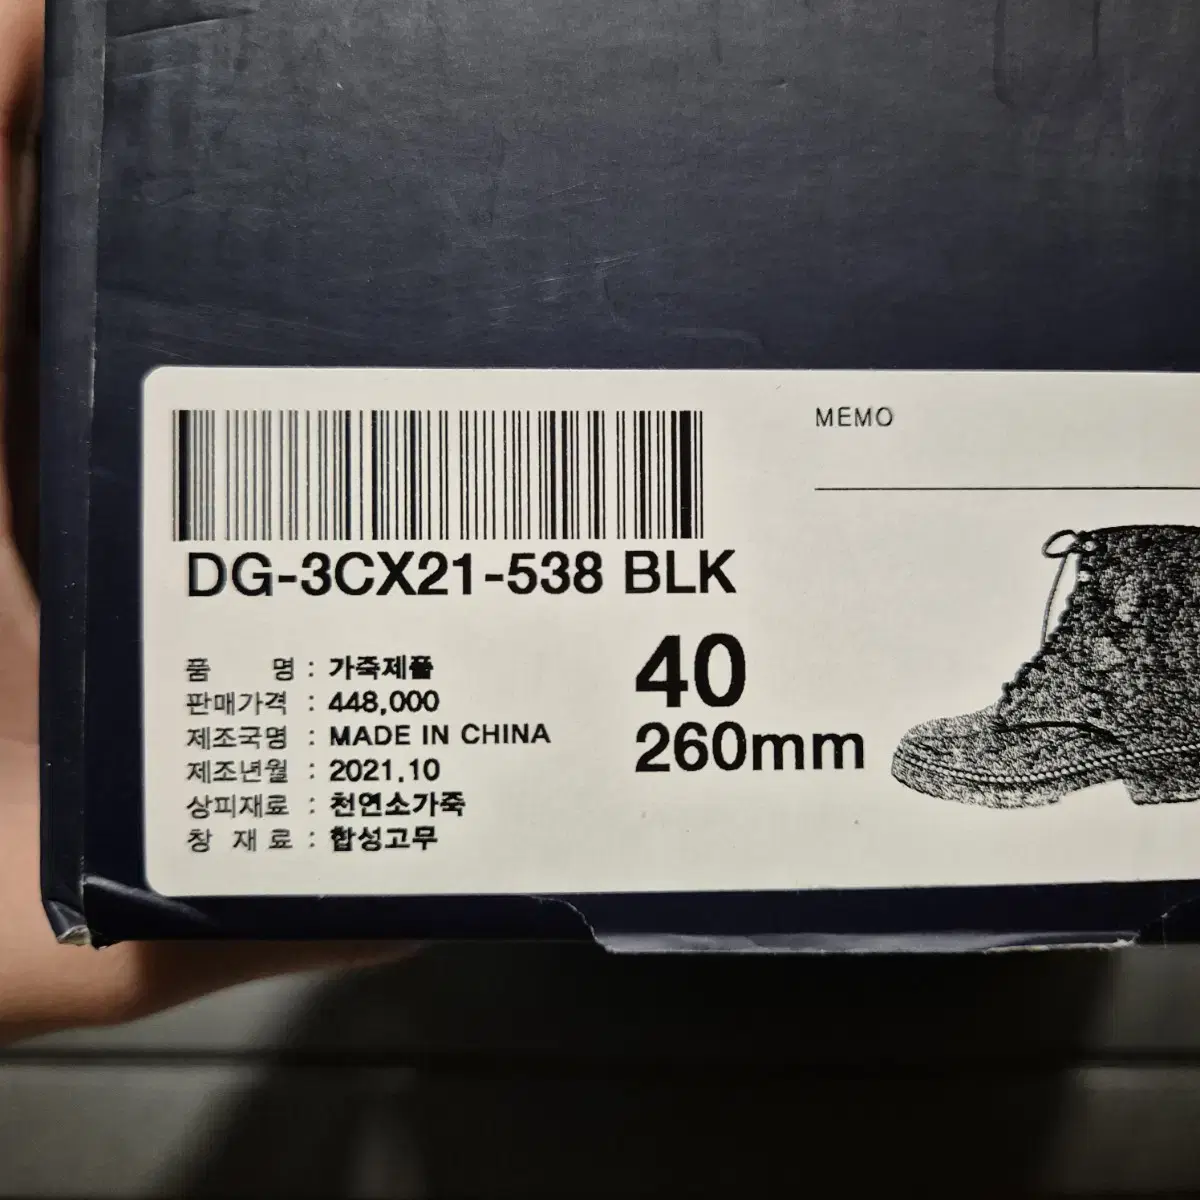 MEMO
DG-3CX21-538 BLK
40
260mm
품 명 : 가죽제품
판매가격 : 448,000
제조국명 : MADE IN CHINA
제조년월 : 2021.10
상피재료 : 천연소가죽
창 재 료 : 합성고무